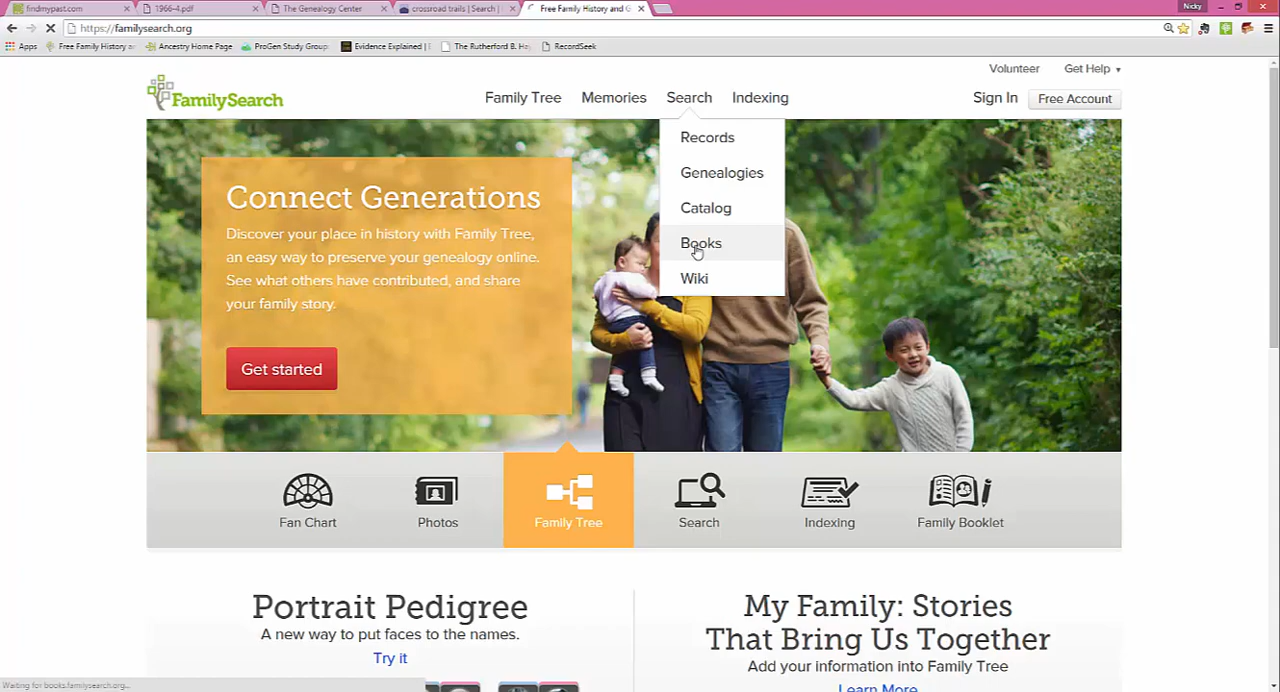 findmypast.com
1966-4.pdf
The Genealogy Center
crossroad trails | Search |
Free Family History and G
Nicky
https://familysearch.org
Apps
Free Family History ar
Ancestry Home Page
ProGen Study Group
Evidence Explained |
The Rutherford B. Ha
RecordSeek
Volunteer
Get Help
FamilySearch
Family Tree
Memories
Search
Indexing
Sign In
Free Account
Records
Genealogies
Catalog
Books
Wiki
Connect Generations
Discover your place in history with Family Tree,
an easy way to preserve your genealogy online.
See what others have contributed, and share
your family story.
Get started
Fan Chart
Photos
Family Tree
Search
Indexing
Family Booklet
Portrait Pedigree
A new way to put faces to the names.
Try it
My Family: Stories
That Bring Us Together
Add your information into Family Tree
Learn More
Waiting for books.familysearch.org...